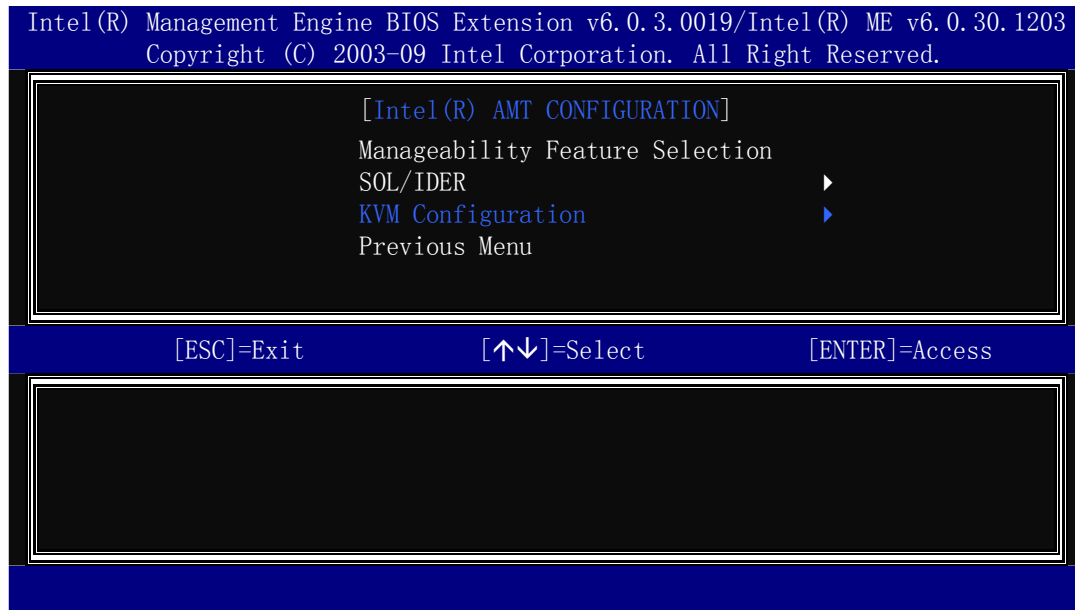 Intel(R) Management Engine BIOS Extension v6.0.3.0019/Intel(R) ME v6.0.30.1203
Copyright (C) 2003-09 Intel Corporation. All Right Reserved.
[Intel(R) AMT CONFIGURATION]
Manageability Feature Selection
SOL/IDER ▶
KVM Configuration ▶
Previous Menu
[ESC]=Exit [↑↓]=Select [ENTER]=Access